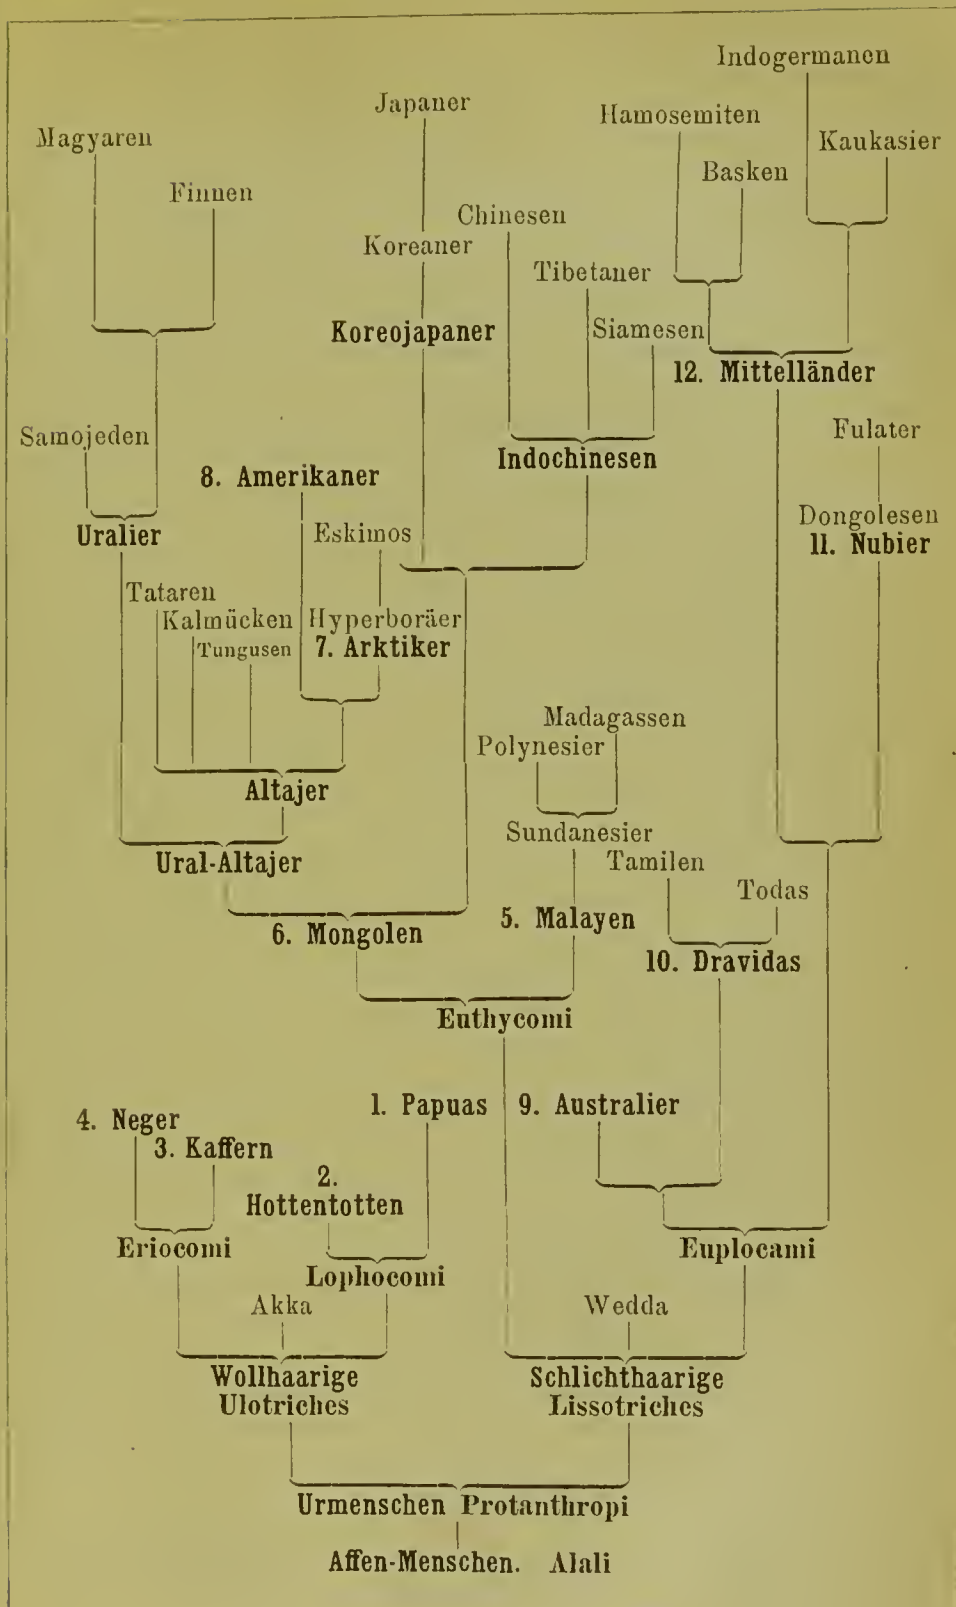 Indogermanen
Japaner
Hamosemiten
Magyaren
Kaukasier
Basken
Finnen
Chinesen
Koreaner
Tibetaner
Koreojapaner
Siamesen
12. Mittelländer
Samojeden
Fulater
Indochinesen
8. Amerikaner
Dongolesen
Uralier
Eskimos
11. Nubier
Tataren
Kalmücken
Hyperboräer
Tungusen
7. Arktiker
Madagassen
Polynesier
Altajer
Sundanesier
Ural-Altajer
Tamilen
Todas
5. Malayen
6. Mongolen
10. Dravidas
Euthycomi
1. Papuas
9. Australier
4. Neger
3. Kaffern
2.
Hottentotten
Eriocomi
Euplocami
Lophocomi
Akka
Wedda
Wollhaarige
Ulotriches
Schlichthaarige
Lissotriches
Urmenschen Protanthropi
Affen-Menschen. Alali